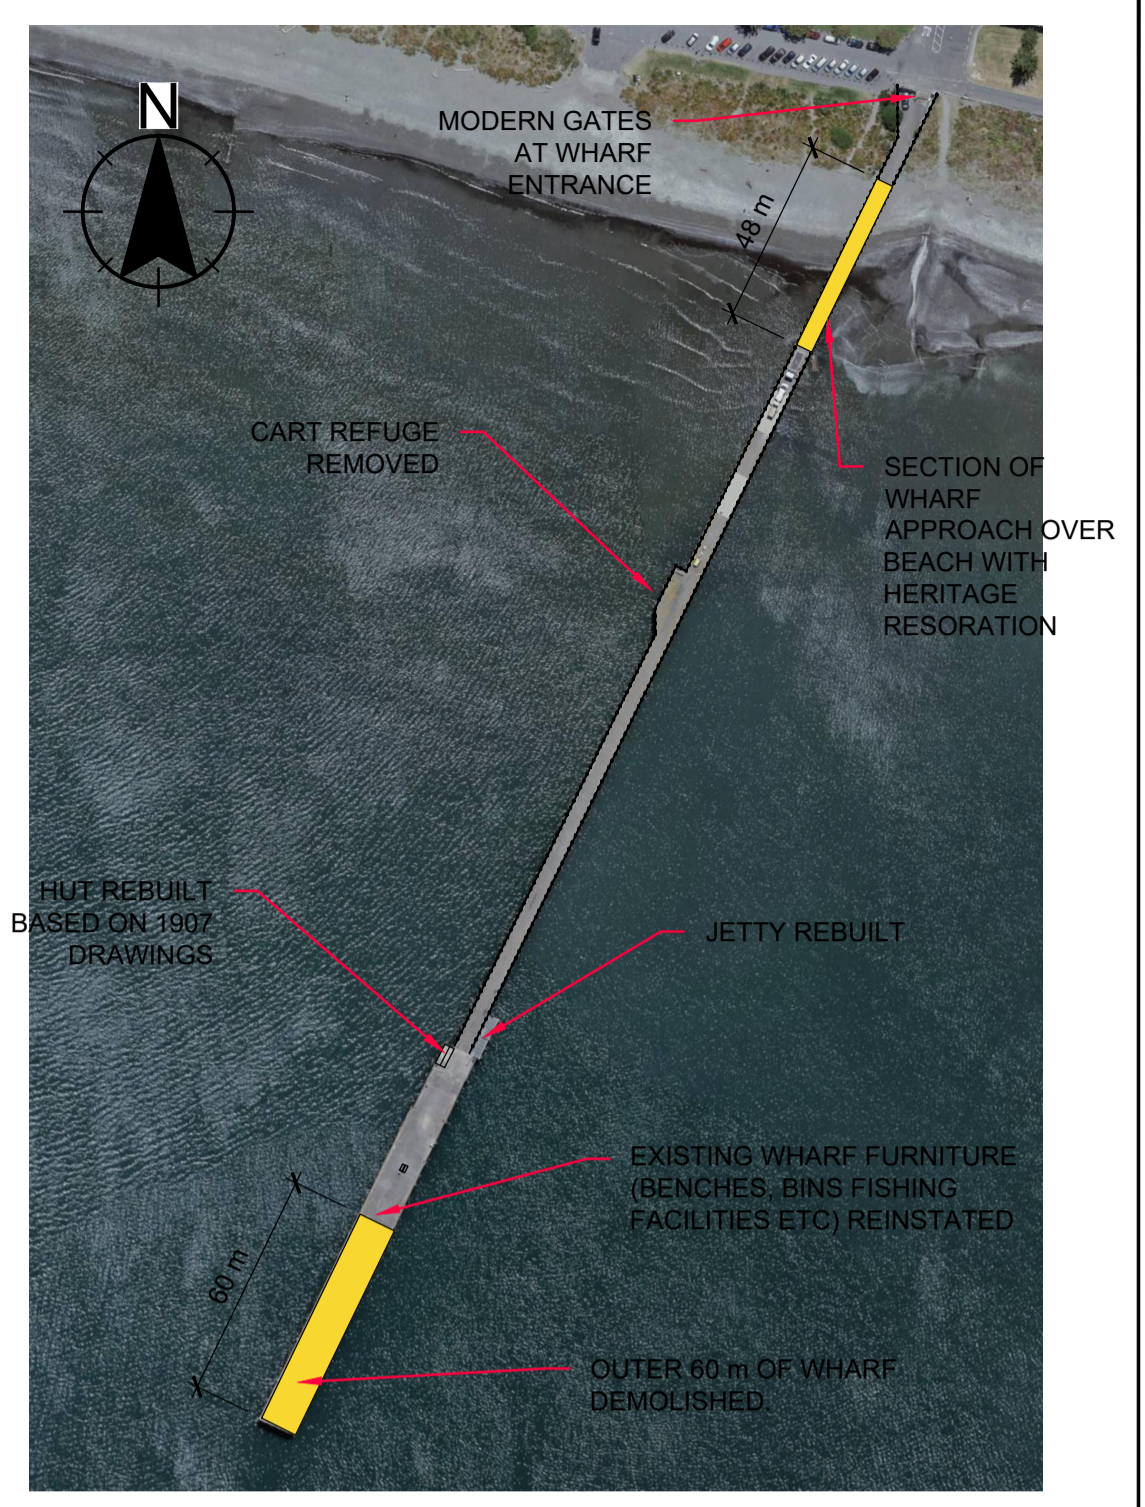 N
MODERN GATES
AT WHARF
ENTRANCE
48 m
CART REFUGE
REMOVED
SECTION OF
WHARF
APPROACH OVER
BEACH WITH
HERITAGE
RESORATION
HUT REBUILT
BASED ON 1907
DRAWINGS
JETTY REBUILT
EXISTING WHARF FURNITURE
(BENCHES, BINS FISHING
FACILITIES ETC) REINSTATED
60 m
OUTER 60 m OF WHARF
DEMOLISHED.